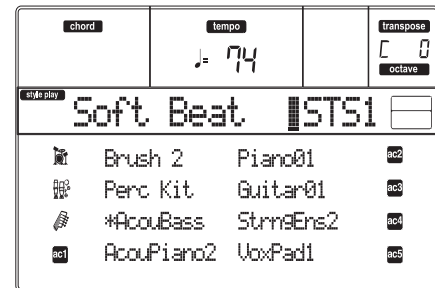 chord tempo transpose
♩= 74 C 0
octave
style play
Soft Beat STS1
Brush 2 Piano01 ac2
Perc Kit Guitar01 ac3
*AcouBass StrngEns2 ac4
ac1 AcouPiano2 VoxPad1 ac5